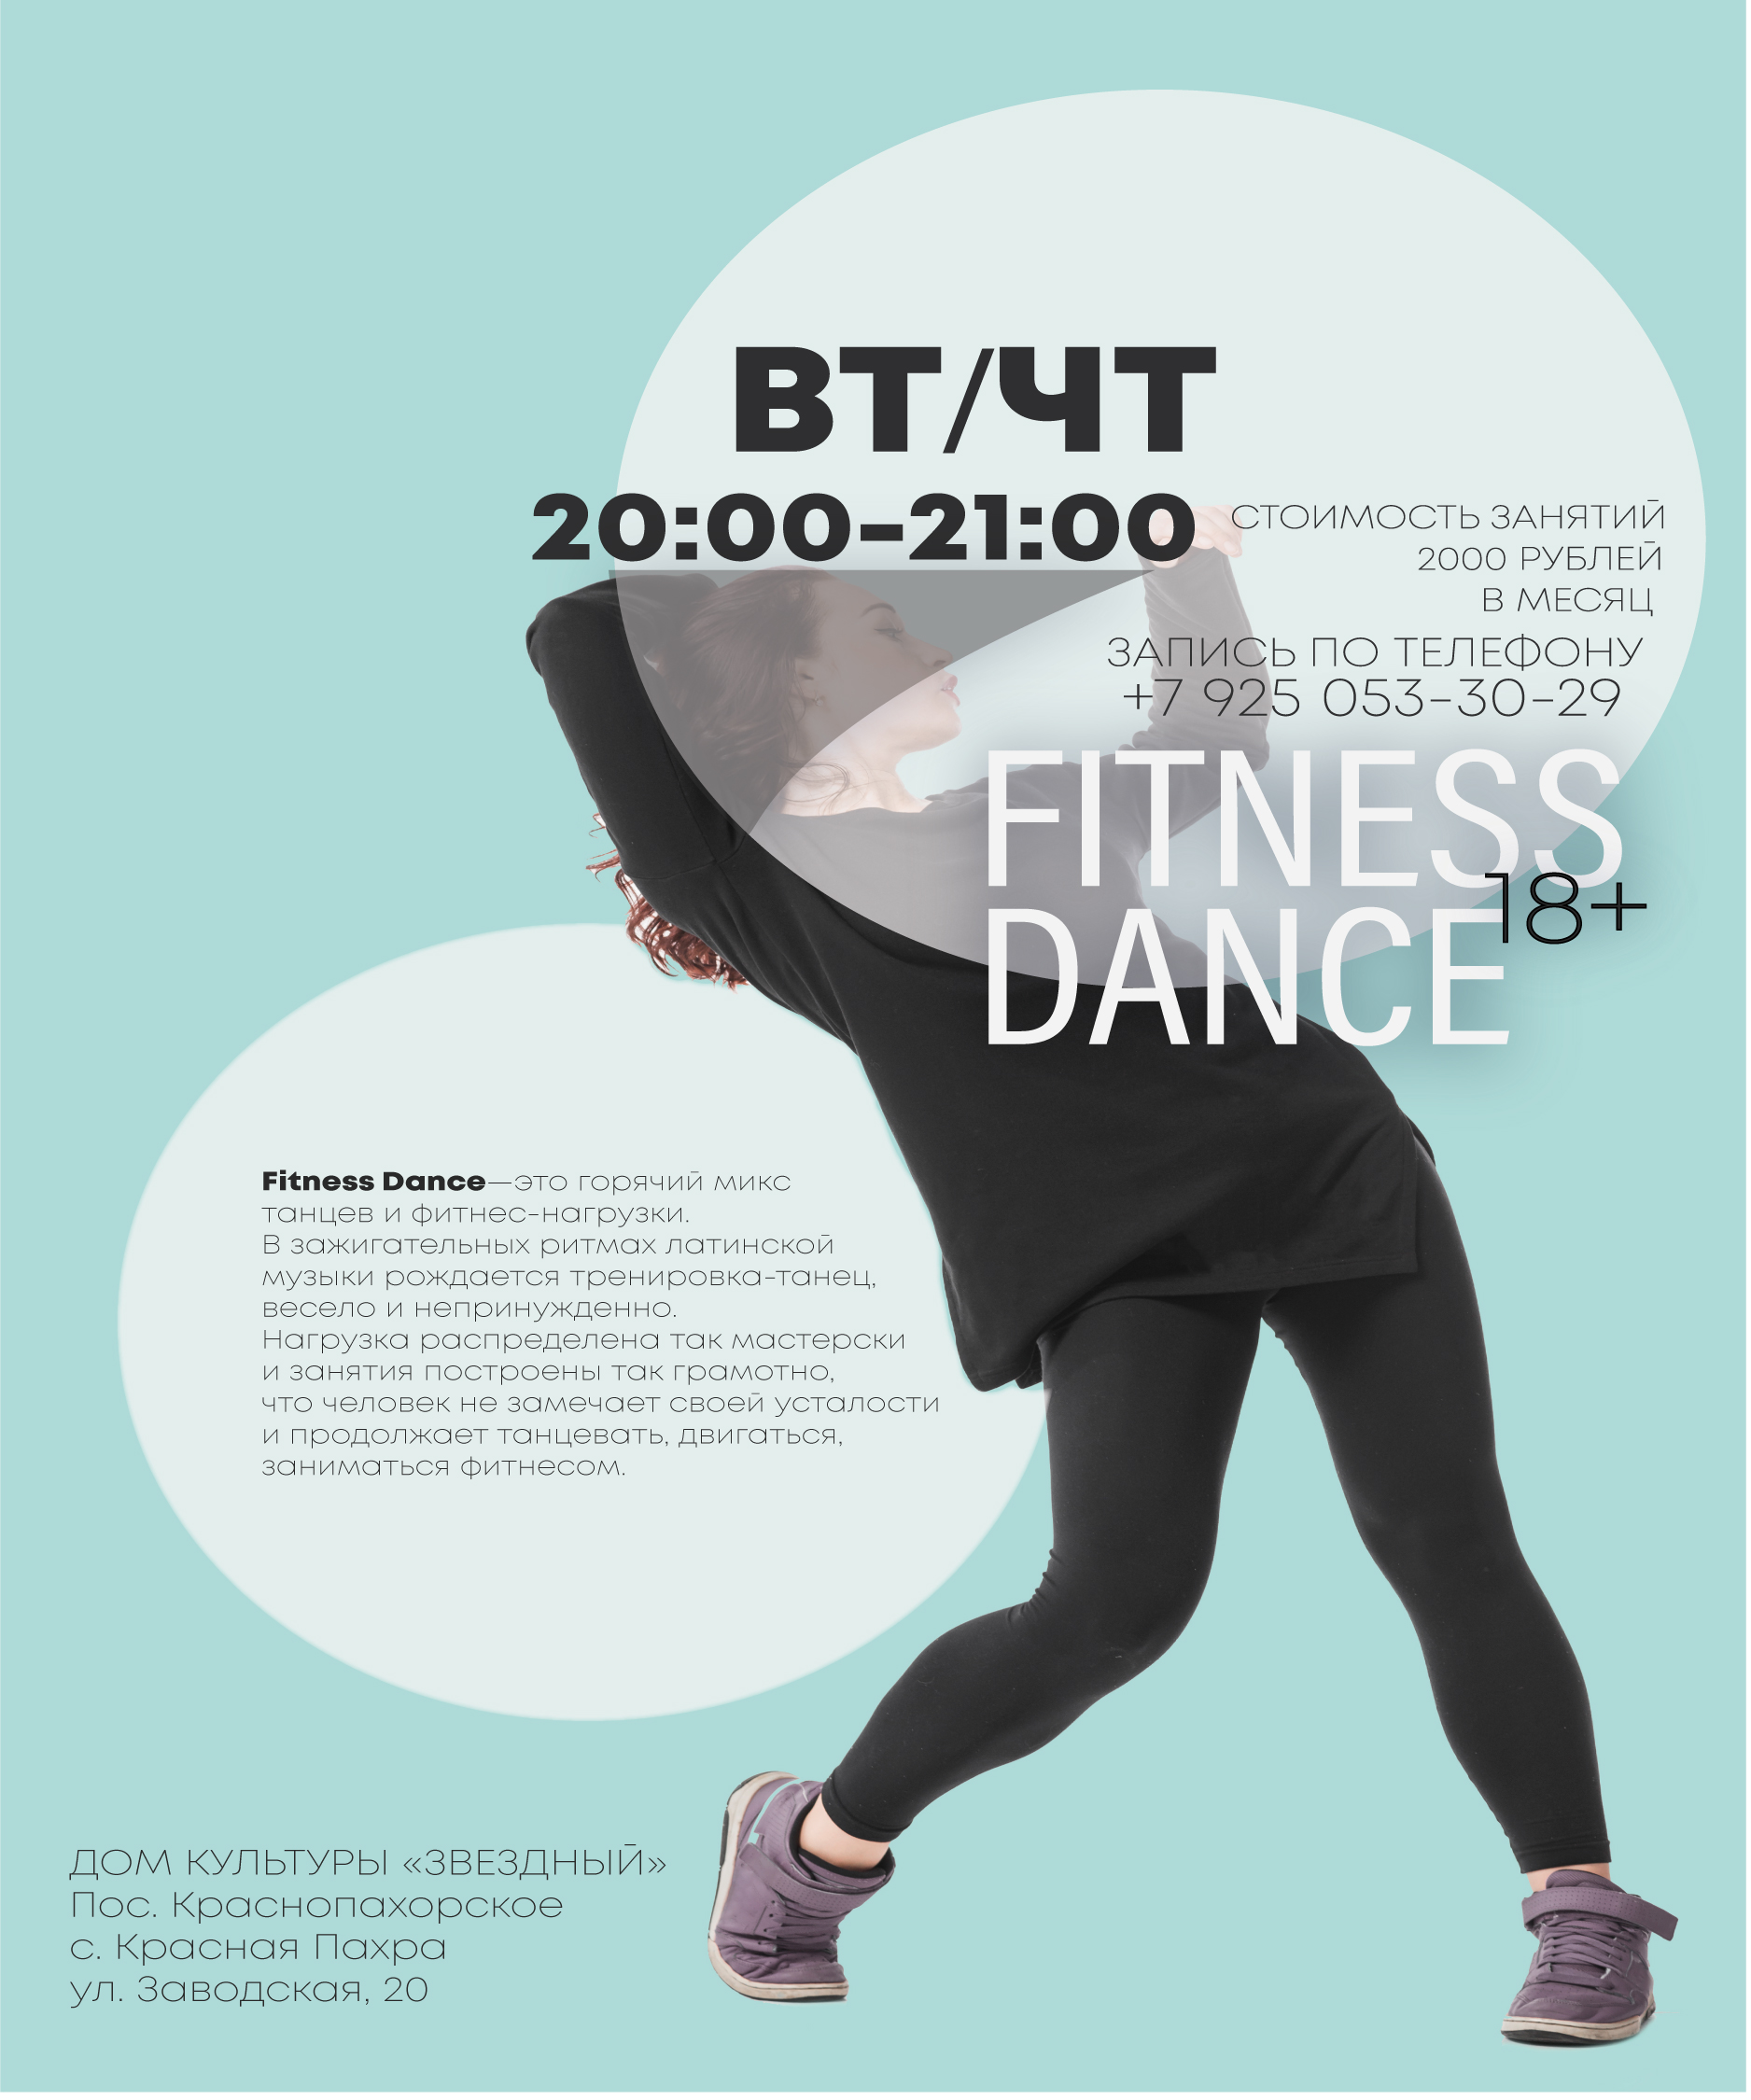 ВТ/ЧТ
20:00-21:00
СТОИМОСТЬ ЗАНЯТИЙ
2000 РУБЛЕЙ
В МЕСЯЦ
ЗАПИСЬ ПО ТЕЛЕФОНУ
+7 925 053-30-29
FITNESS
DANCE
18+
Fitness Dance—это горячий микс
танцев и фитнес-нагрузки.
В зажигательных ритмах латинской
музыки рождается тренировка-танец,
весело и непринужденно.
Нагрузка распределена так мастерски
и занятия построены так грамотно,
что человек не замечает своей усталости
и продолжает танцевать, двигаться,
заниматься фитнесом.
ДОМ КУЛЬТУРЫ «ЗВЕЗДНЫЙ»
Пос. Краснопахорское
с. Красная Пахра
ул. Заводская, 20